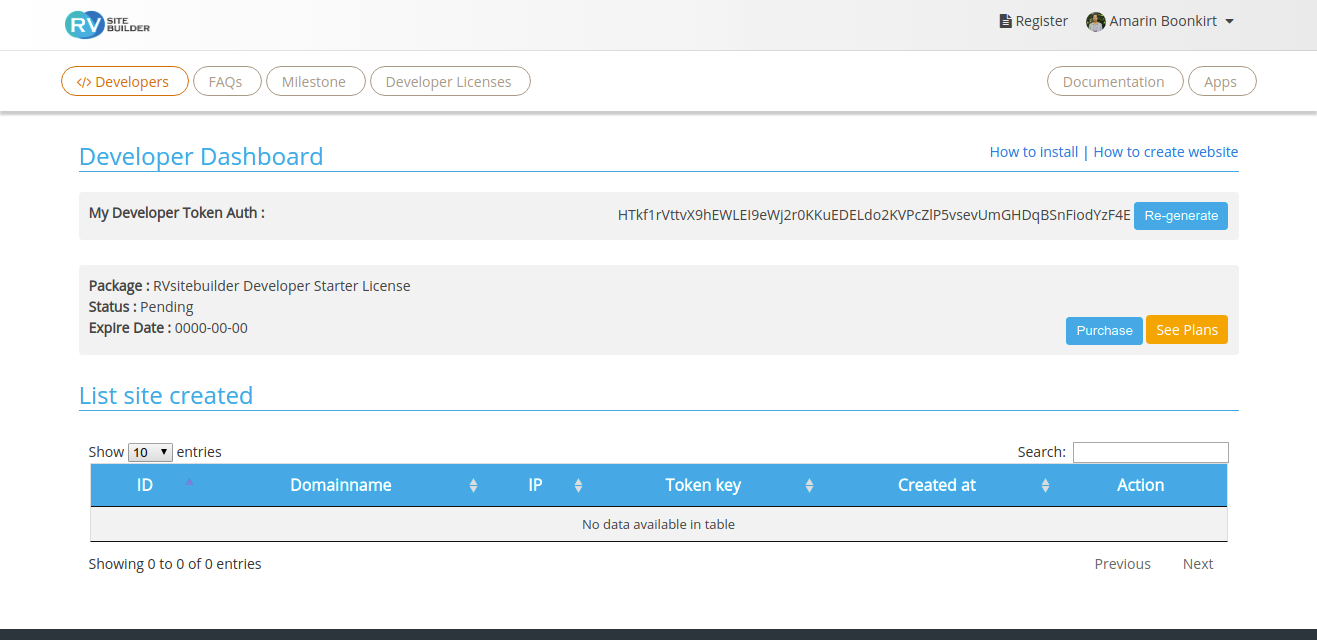 RV SITE BUILDER
Register Amarin Boonkirt
</> Developers FAQs Milestone Developer Licenses Documentation Apps
Developer Dashboard How to install | How to create website
My Developer Token Auth : HTkf1rVttvX9hEWLEI9eWj2r0KKuEDELdo2KVPcZlP5vsevUmGHDqBSnFiodYzF4E Re-generate
Package : RVsitebuilder Developer Starter License
Status : Pending
Expire Date : 0000-00-00
Purchase See Plans
List site created
Show 10 entries Search:
ID Domainname IP Token key Created at Action
No data available in table
Showing 0 to 0 of 0 entries Previous Next